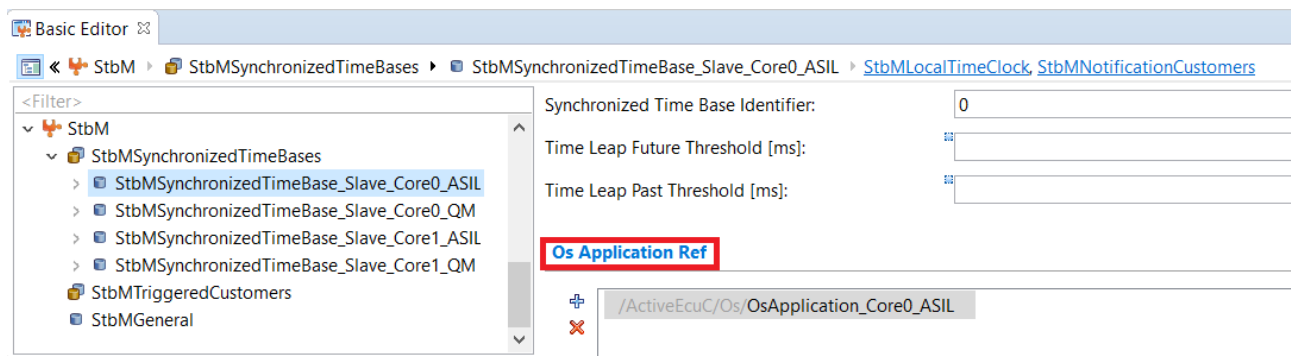 Basic Editor
StbM StbMSynchronizedTimeBases StbMSynchronizedTimeBase_Slave_Core0_ASIL StbMLocalTimeClock, StbMNotificationCustomers
<Filter>
StbM
StbMSynchronizedTimeBases
StbMSynchronizedTimeBase_Slave_Core0_ASIL
StbMSynchronizedTimeBase_Slave_Core0_QM
StbMSynchronizedTimeBase_Slave_Core1_ASIL
StbMSynchronizedTimeBase_Slave_Core1_QM
StbMTriggeredCustomers
StbMGeneral
Synchronized Time Base Identifier: 0
Time Leap Future Threshold [ms]:
Time Leap Past Threshold [ms]:
Os Application Ref
/ActiveEcuC/Os/OsApplication_Core0_ASIL